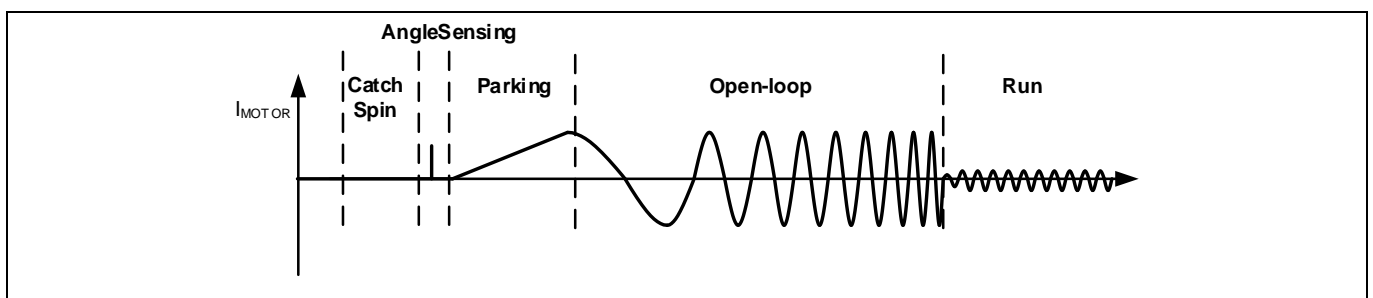 AngleSensing
Catch
Spin
Parking
Open-loop
Run
IMOTOR